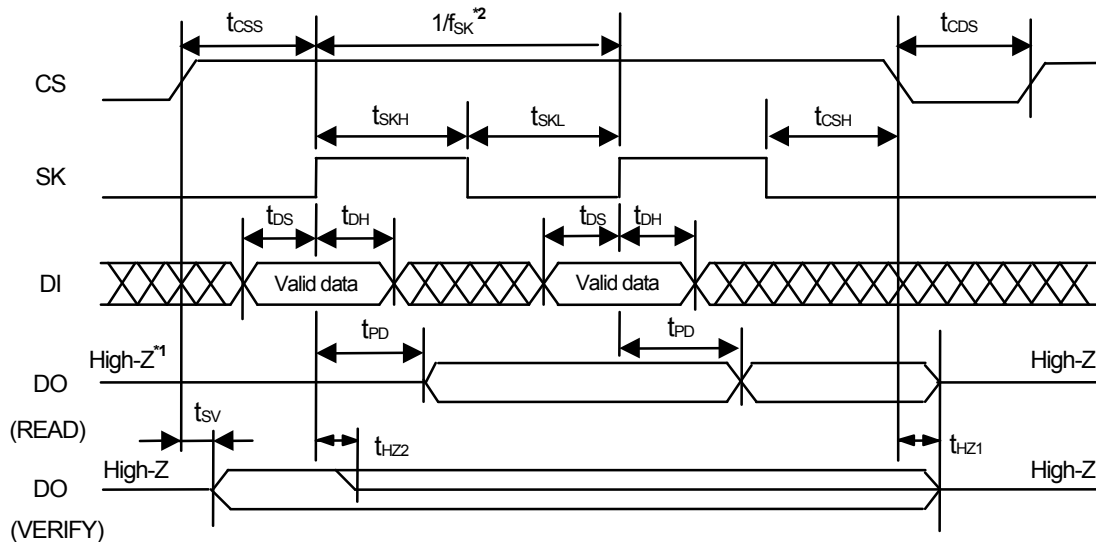 tCSS 1/fSK*2 tCDS
CS
tSKH tSKL tCSH
SK
tDS tDH tDS tDH
DI Valid data Valid data
tPD tPD
High-Z*1 High-Z
DO
(READ) tSV tHZ2 tHZ1
High-Z High-Z
DO
(VERIFY)